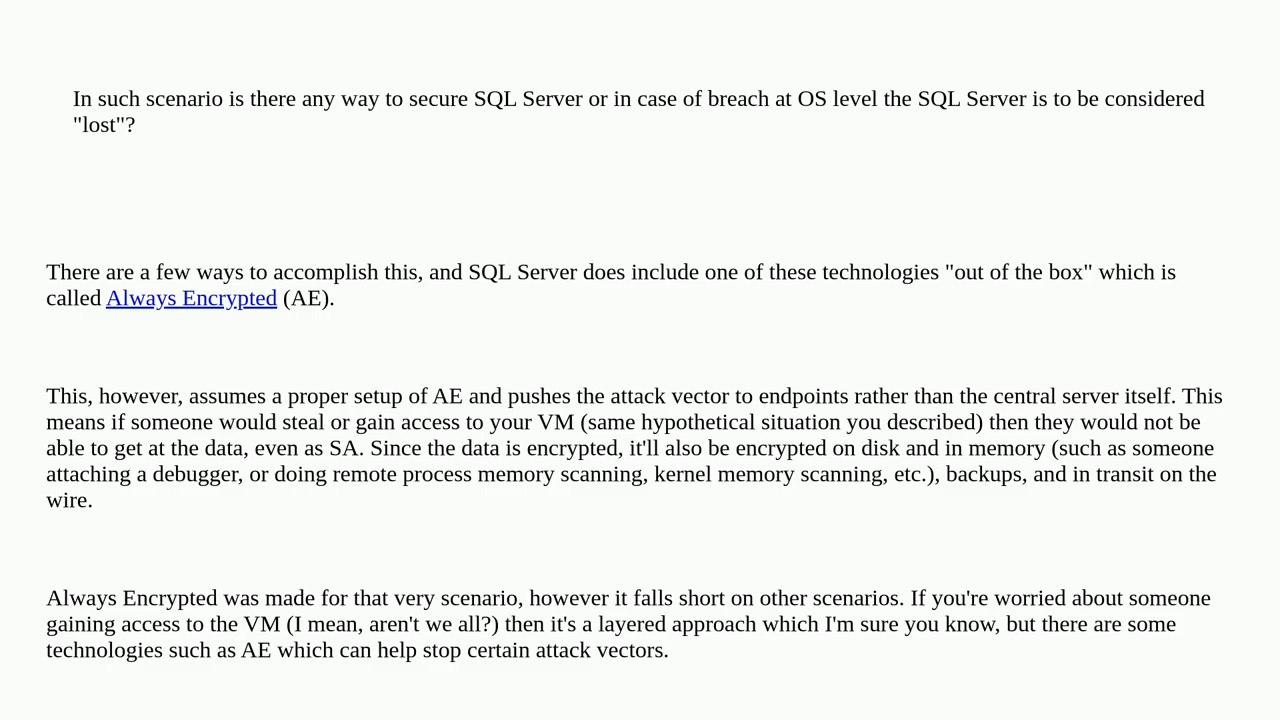 In such scenario is there any way to secure SQL Server or in case of breach at OS level the SQL Server is to be considered
"lost"?
There are a few ways to accomplish this, and SQL Server does include one of these technologies "out of the box" which is
called Always Encrypted (AE).
This, however, assumes a proper setup of AE and pushes the attack vector to endpoints rather than the central server itself. This
means if someone would steal or gain access to your VM (same hypothetical situation you described) then they would not be
able to get at the data, even as SA. Since the data is encrypted, it'll also be encrypted on disk and in memory (such as someone
attaching a debugger, or doing remote process memory scanning, kernel memory scanning, etc.), backups, and in transit on the
wire.
Always Encrypted was made for that very scenario, however it falls short on other scenarios. If you're worried about someone
gaining access to the VM (I mean, aren't we all?) then it's a layered approach which I'm sure you know, but there are some
technologies such as AE which can help stop certain attack vectors.